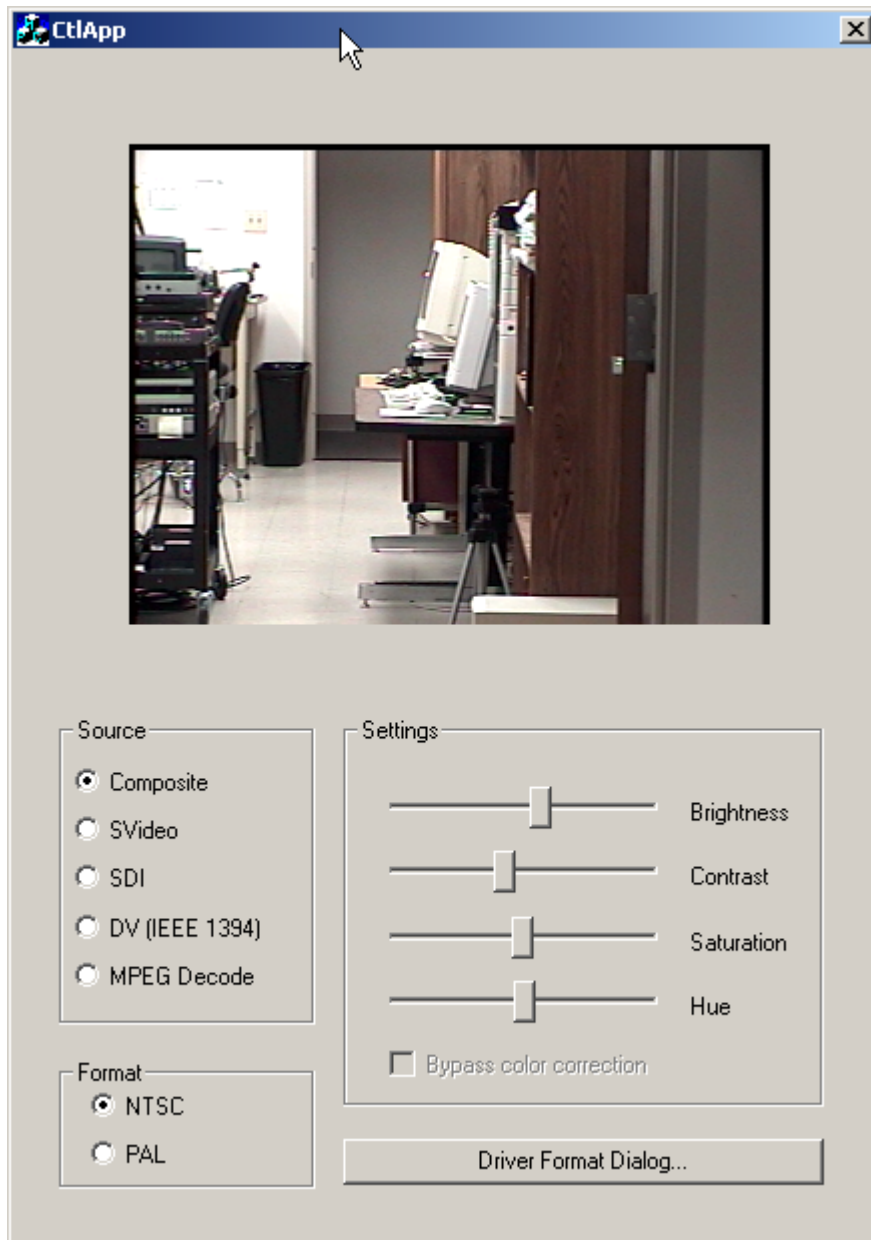 CtlApp
Source
Composite
SVideo
SDI
DV (IEEE 1394)
MPEG Decode
Format
NTSC
PAL
Settings
Brightness
Contrast
Saturation
Hue
Bypass color correction
Driver Format Dialog...